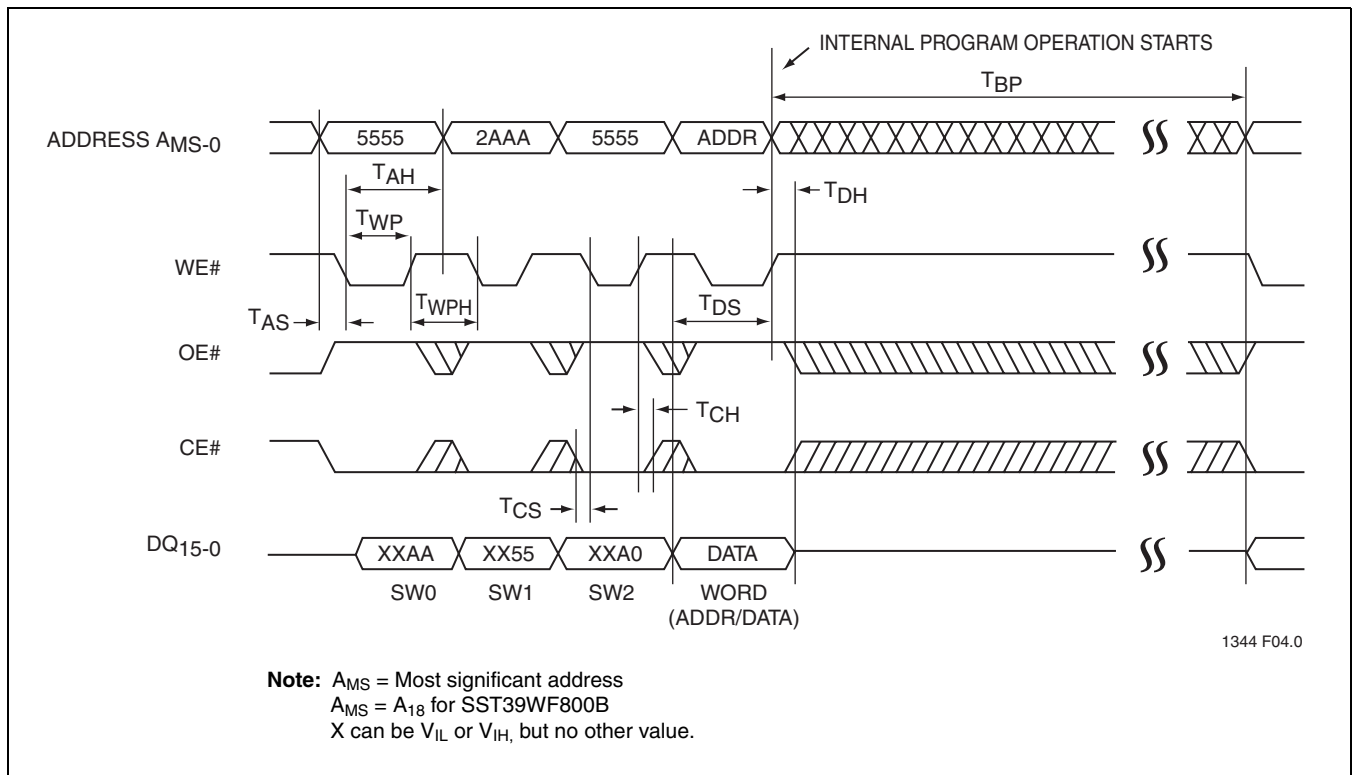 INTERNAL PROGRAM OPERATION STARTS
TBP
ADDRESS AMS-0
5555 2AAA 5555 ADDR
TAH
TDH
TWP
WE#
TWPH
TDS
TAS
OE#
TCH
CE#
TCS
DQ15-0
XXAA XX55 XXA0 DATA
SW0 SW1 SW2 WORD
(ADDR/DATA)
1344 F04.0
Note: AMS = Most significant address
AMS = A18 for SST39WF800B
X can be VIL or VIH, but no other value.